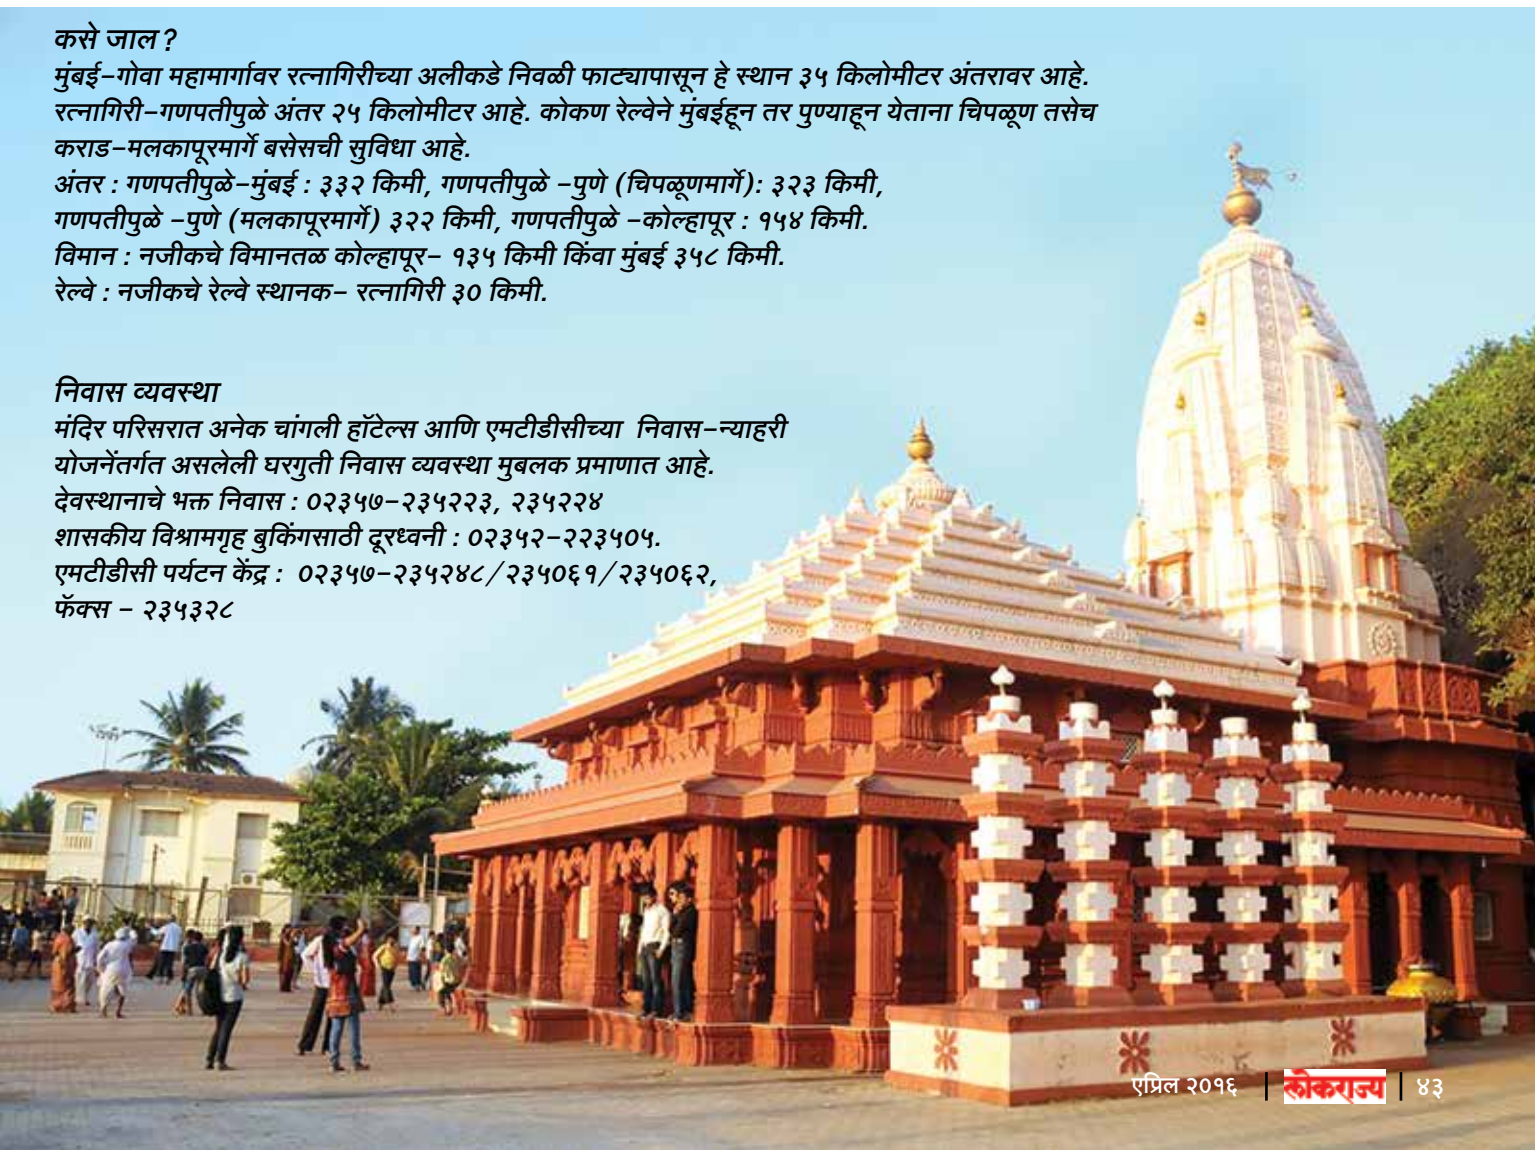 कसे जाल?
मुंबई–गोवा महामार्गावर रत्नागिरीच्या अलीकडे निवळी फाट्यापासून हे स्थान ३५ किलोमीटर अंतरावर आहे.
रत्नागिरी–गणपतीपुळे अंतर २५ किलोमीटर आहे. कोकण रेल्वेने मुंबईहून तर पुण्याहून येताना चिपळूण तसेच
कराड–मलकापूरमार्गे बसेसची सुविधा आहे.
अंतर : गणपतीपुळे–मुंबई : ३३२ किमी, गणपतीपुळे –पुणे (चिपळूणमार्गे): ३२३ किमी,
गणपतीपुळे –पुणे (मलकापूरमार्गे) ३२२ किमी, गणपतीपुळे –कोल्हापूर : १५४ किमी.
विमान : नजीकचे विमानतळ कोल्हापूर– १३५ किमी किंवा मुंबई ३५८ किमी.
रेल्वे : नजीकचे रेल्वे स्थानक– रत्नागिरी ३० किमी.
निवास व्यवस्था
मंदिर परिसरात अनेक चांगली हॉटेल्स आणि एमटीडीसीच्या निवास–न्याहरी
योजनेंतर्गत असलेली घरगुती निवास व्यवस्था मुबलक प्रमाणात आहे.
देवस्थानाचे भक्त निवास : ०२३५७–२३५२२३, २३५२२४
शासकीय विश्रामगृह बुकिंगसाठी दूरध्वनी : ०२३५२–२२३५०५.
एमटीडीसी पर्यटन केंद्र : ०२३५७–२३५२४८/२३५०६१/२३५०६२,
फॅक्स – २३५३२८
एप्रिल २०१६ | लोकराज्य | ४३